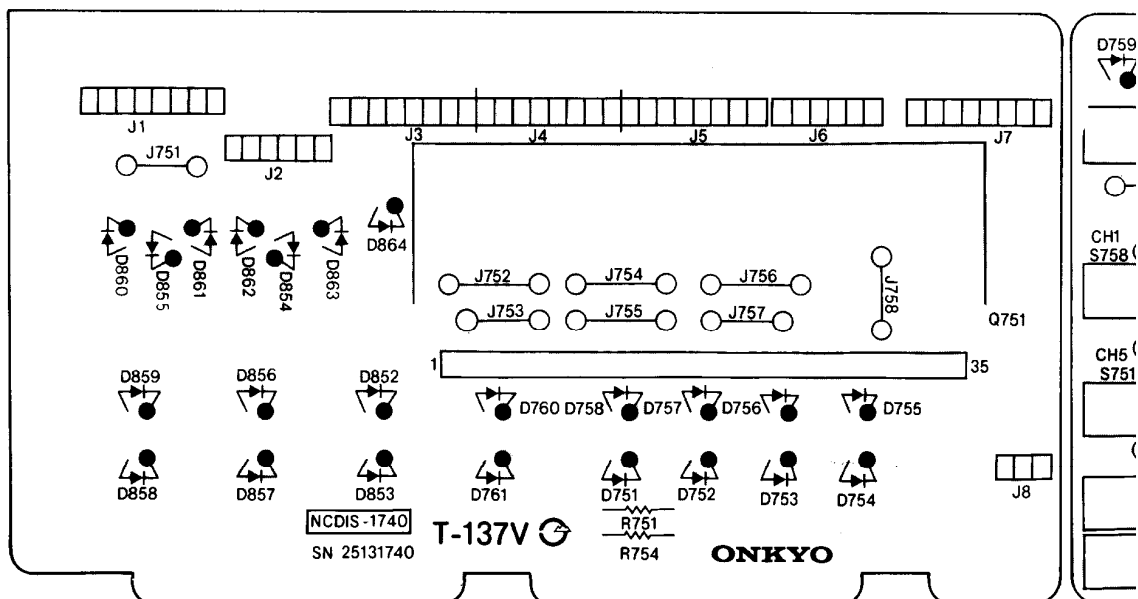 D759
J1
J3
J4
J5
J6
J7
J751
J2
D864
D860
D855
D861
D862
D854
D863
CH1
S758
J752
J754
J756
J758
J753
J755
J757
Q751
1
35
CH5
S751
D859
D856
D852
D760
D758
D757
D756
D755
D858
D857
D853
D761
D751
D752
D753
D754
J8
NCDIS-1740
T-137V
R751
SN 25131740
R754
ONKYO